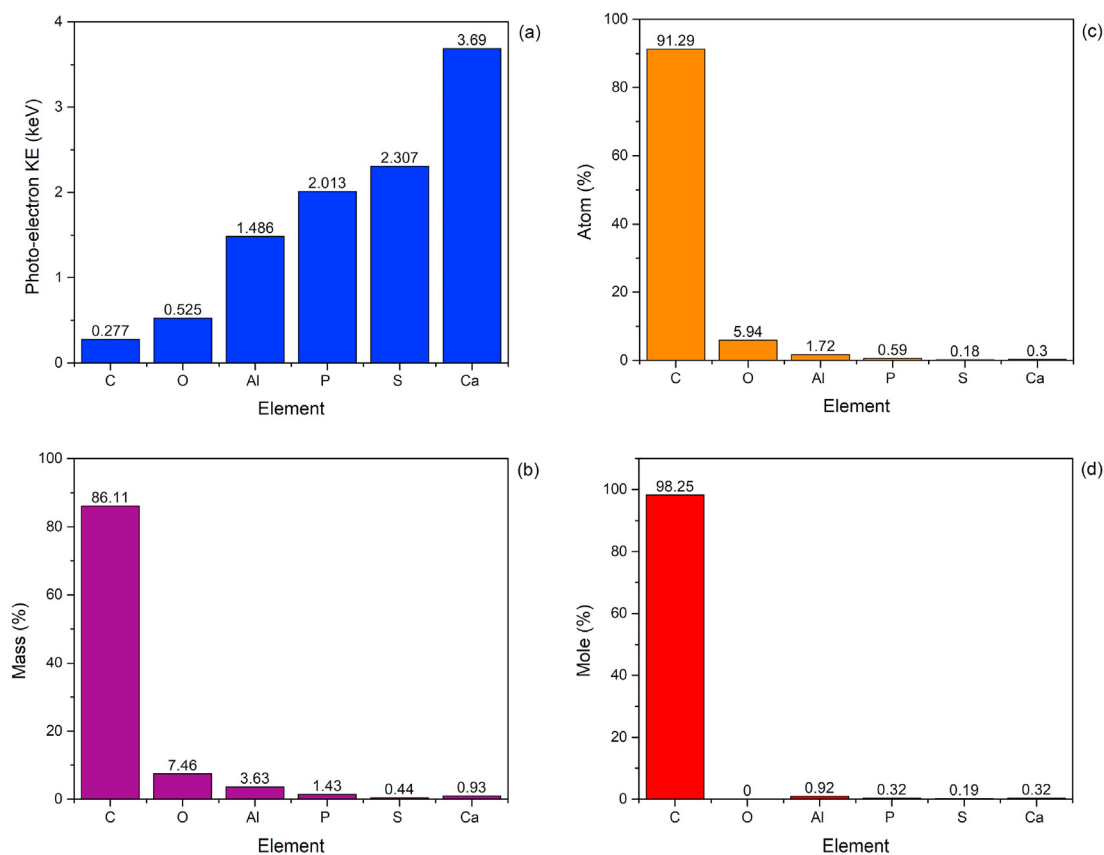 (a)
Photo-electron KE (keV)
4
3
2
1
0
0.277
0.525
1.486
2.013
2.307
3.69
C O Al P S Ca
Element
(c)
Atom (%)
100
80
60
40
20
0
91.29
5.94
1.72
0.59
0.18
0.3
C O Al P S Ca
Element
(b)
Mass (%)
100
80
60
40
20
0
86.11
7.46
3.63
1.43
0.44
0.93
C O Al P S Ca
Element
(d)
Mole (%)
100
80
60
40
20
0
98.25
0
0.92
0.32
0.19
0.32
C O Al P S Ca
Element